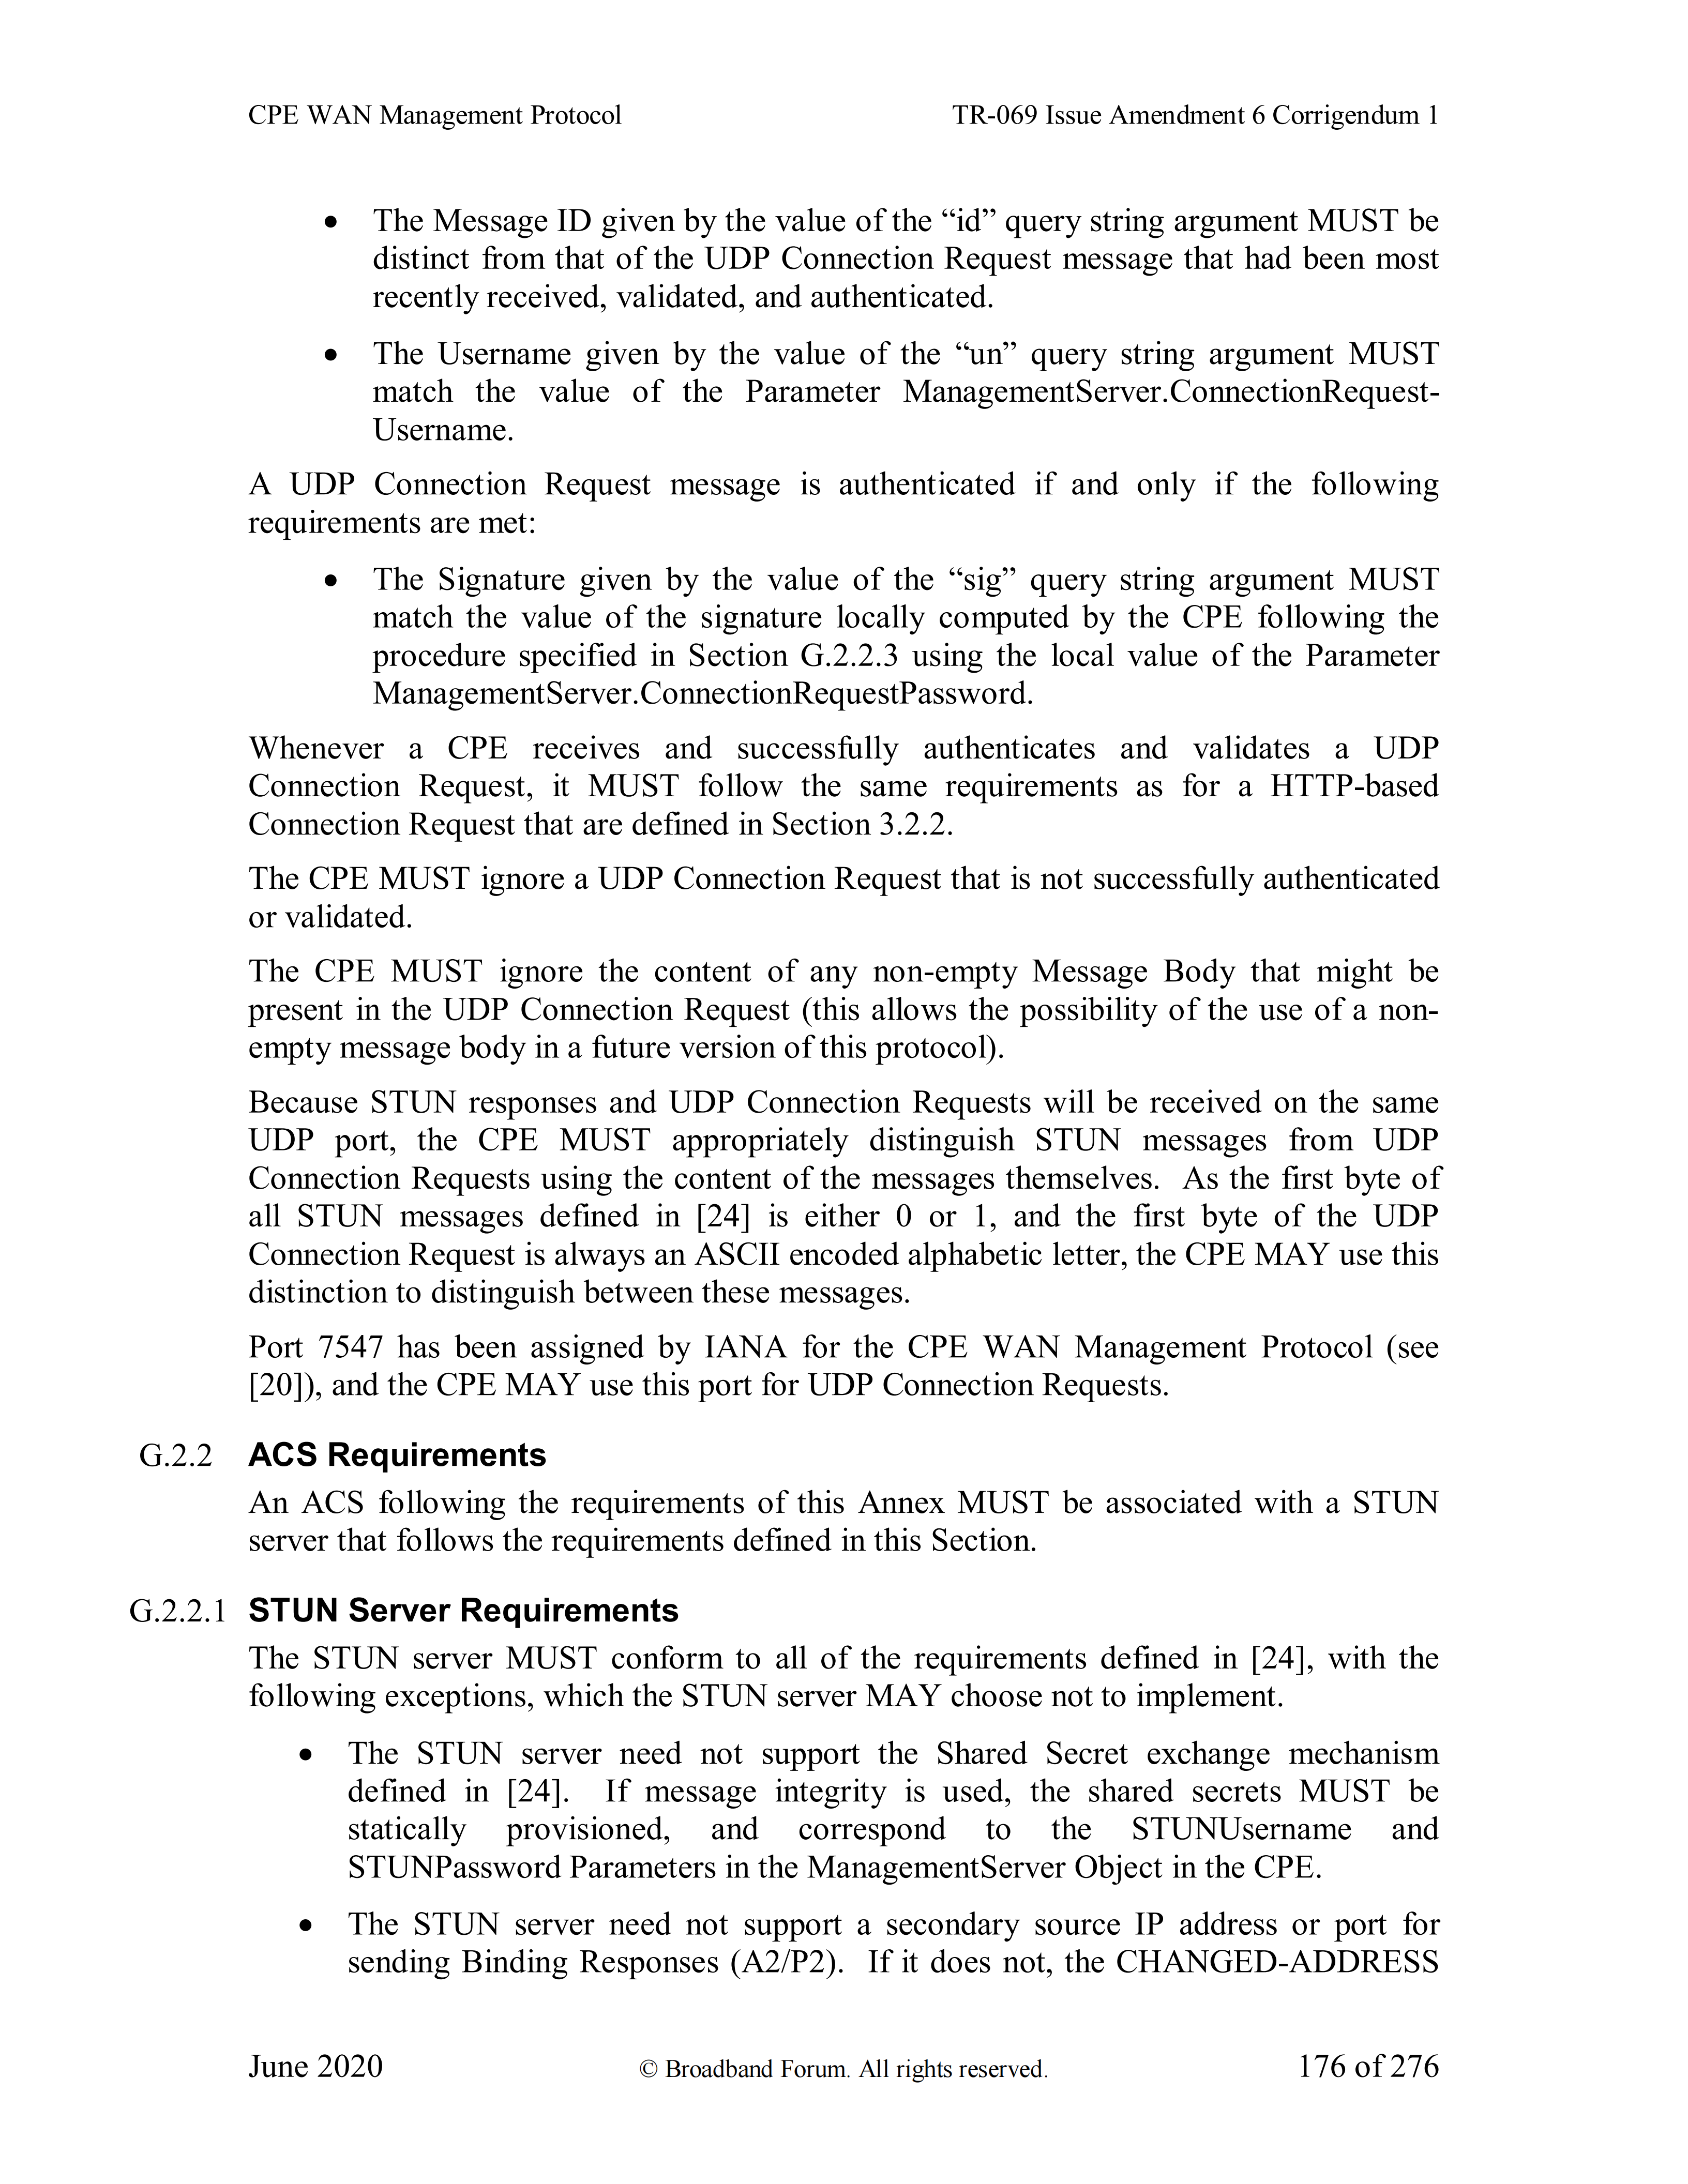 CPE WAN Management Protocol TR-069 Issue Amendment 6 Corrigendum 1
• The Message ID given by the value of the “id” query string argument MUST be
distinct from that of the UDP Connection Request message that had been most
recently received, validated, and authenticated.
• The Username given by the value of the “un” query string argument MUST
match the value of the Parameter ManagementServer.ConnectionRequest-
Username.
A UDP Connection Request message is authenticated if and only if the following
requirements are met:
• The Signature given by the value of the “sig” query string argument MUST
match the value of the signature locally computed by the CPE following the
procedure specified in Section G.2.2.3 using the local value of the Parameter
ManagementServer.ConnectionRequestPassword.
Whenever a CPE receives and successfully authenticates and validates a UDP
Connection Request, it MUST follow the same requirements as for a HTTP-based
Connection Request that are defined in Section 3.2.2.
The CPE MUST ignore a UDP Connection Request that is not successfully authenticated
or validated.
The CPE MUST ignore the content of any non-empty Message Body that might be
present in the UDP Connection Request (this allows the possibility of the use of a non-
empty message body in a future version of this protocol).
Because STUN responses and UDP Connection Requests will be received on the same
UDP port, the CPE MUST appropriately distinguish STUN messages from UDP
Connection Requests using the content of the messages themselves. As the first byte of
all STUN messages defined in [24] is either 0 or 1, and the first byte of the UDP
Connection Request is always an ASCII encoded alphabetic letter, the CPE MAY use this
distinction to distinguish between these messages.
Port 7547 has been assigned by IANA for the CPE WAN Management Protocol (see
[20]), and the CPE MAY use this port for UDP Connection Requests.
G.2.2 ACS Requirements
An ACS following the requirements of this Annex MUST be associated with a STUN
server that follows the requirements defined in this Section.
G.2.2.1 STUN Server Requirements
The STUN server MUST conform to all of the requirements defined in [24], with the
following exceptions, which the STUN server MAY choose not to implement.
• The STUN server need not support the Shared Secret exchange mechanism
defined in [24]. If message integrity is used, the shared secrets MUST be
statically provisioned, and correspond to the STUNUsername and
STUNPassword Parameters in the ManagementServer Object in the CPE.
• The STUN server need not support a secondary source IP address or port for
sending Binding Responses (A2/P2). If it does not, the CHANGED-ADDRESS
June 2020 © Broadband Forum. All rights reserved. 176 of 276